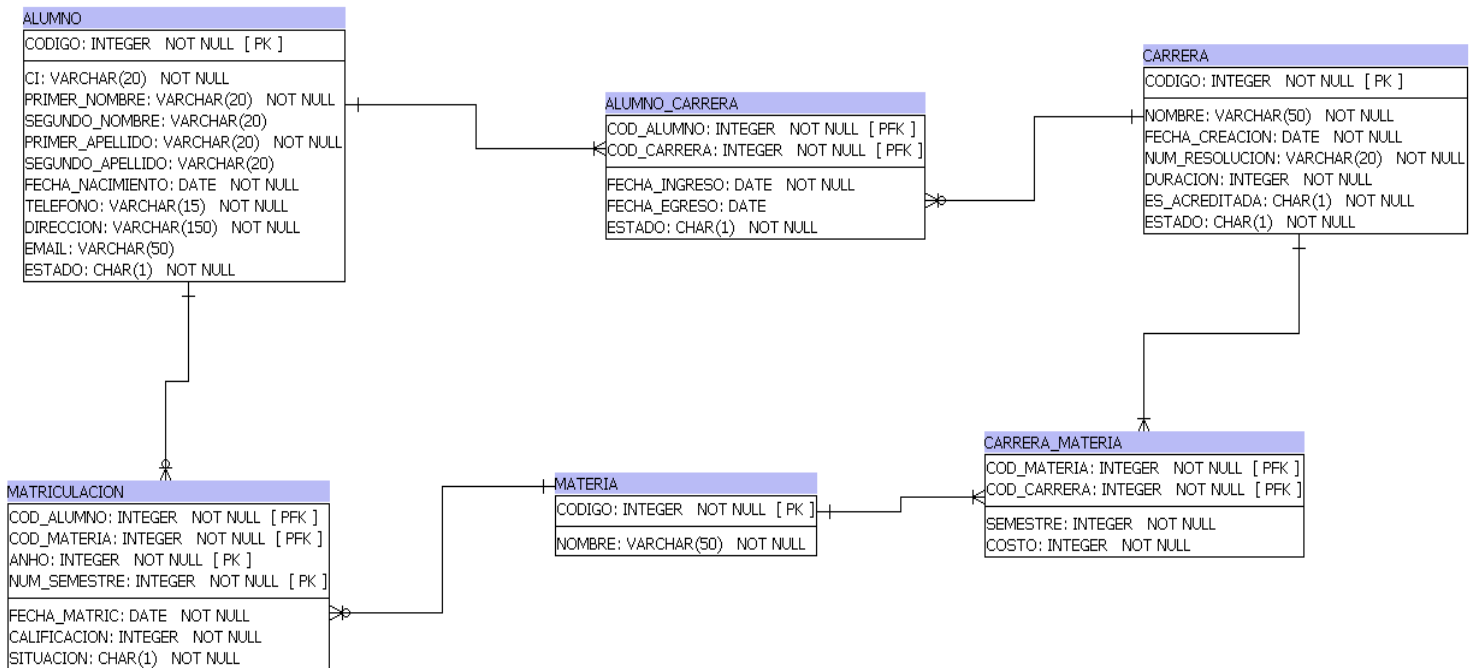 ALUMNO
CODIGO: INTEGER NOT NULL [ PK ]
CI: VARCHAR(20) NOT NULL
PRIMER_NOMBRE: VARCHAR(20) NOT NULL
SEGUNDO_NOMBRE: VARCHAR(20)
PRIMER_APELLIDO: VARCHAR(20) NOT NULL
SEGUNDO_APELLIDO: VARCHAR(20)
FECHA_NACIMIENTO: DATE NOT NULL
TELEFONO: VARCHAR(15) NOT NULL
DIRECCION: VARCHAR(150) NOT NULL
EMAIL: VARCHAR(50)
ESTADO: CHAR(1) NOT NULL
ALUMNO_CARRERA
COD_ALUMNO: INTEGER NOT NULL [ PFK ]
COD_CARRERA: INTEGER NOT NULL [ PFK ]
FECHA_INGRESO: DATE NOT NULL
FECHA_EGRESO: DATE
ESTADO: CHAR(1) NOT NULL
CARRERA
CODIGO: INTEGER NOT NULL [ PK ]
NOMBRE: VARCHAR(50) NOT NULL
FECHA_CREACION: DATE NOT NULL
NUM_RESOLUCION: VARCHAR(20) NOT NULL
DURACION: INTEGER NOT NULL
ES_ACREDITADA: CHAR(1) NOT NULL
ESTADO: CHAR(1) NOT NULL
MATRICULACION
COD_ALUMNO: INTEGER NOT NULL [ PFK ]
COD_MATERIA: INTEGER NOT NULL [ PFK ]
ANHO: INTEGER NOT NULL [ PK ]
NUM_SEMESTRE: INTEGER NOT NULL [ PK ]
FECHA_MATRIC: DATE NOT NULL
CALIFICACION: INTEGER NOT NULL
SITUACION: CHAR(1) NOT NULL
MATERIA
CODIGO: INTEGER NOT NULL [ PK ]
NOMBRE: VARCHAR(50) NOT NULL
CARRERA_MATERIA
COD_MATERIA: INTEGER NOT NULL [ PFK ]
COD_CARRERA: INTEGER NOT NULL [ PFK ]
SEMESTRE: INTEGER NOT NULL
COSTO: INTEGER NOT NULL